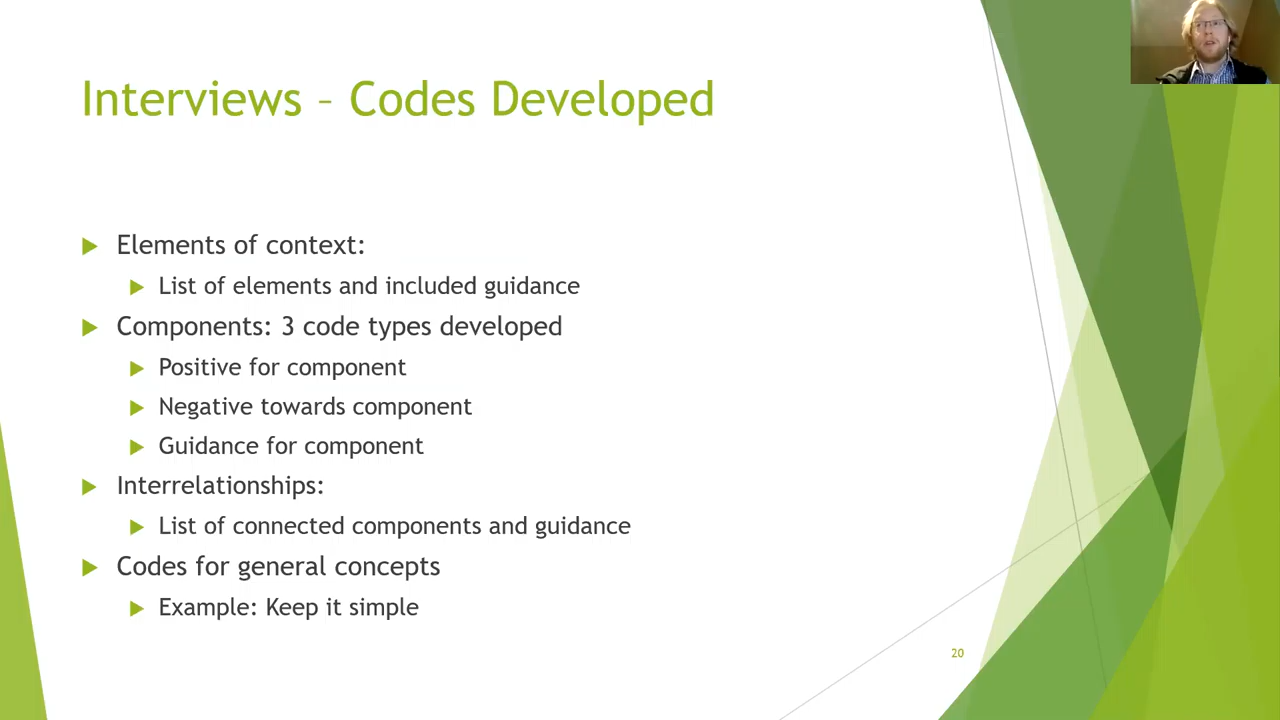 Interviews – Codes Developed
Elements of context:
List of elements and included guidance
Components: 3 code types developed
Positive for component
Negative towards component
Guidance for component
Interrelationships:
List of connected components and guidance
Codes for general concepts
Example: Keep it simple
20